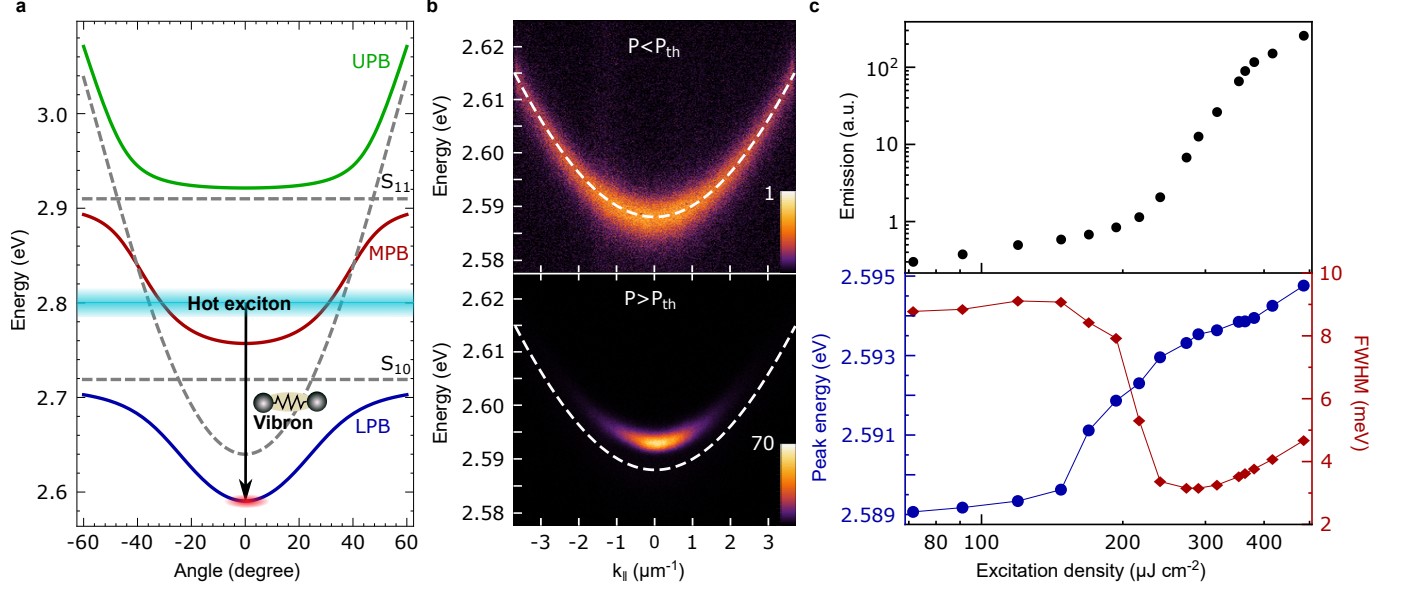 a
UPB
3.0
S11
2.9
MPB
2.8
Hot exciton
S10
2.7
Vibron
LPB
2.6
Energy (eV)
-60 -40 -20 0 20 40 60
Angle (degree)
b
2.62
P<Pth
2.61
2.60
2.59
2.58
1
Energy (eV)
2.62
P>Pth
2.61
2.60
2.59
2.58
70
Energy (eV)
-3 -2 -1 0 1 2 3
k∥ (µm-1)
c
10²
10
1
Emission (a.u.)
2.595
2.593
2.591
2.589
Peak energy (eV)
10
8
6
4
2
FWHM (meV)
80 100 200 300 400
Excitation density (µJ cm-2)